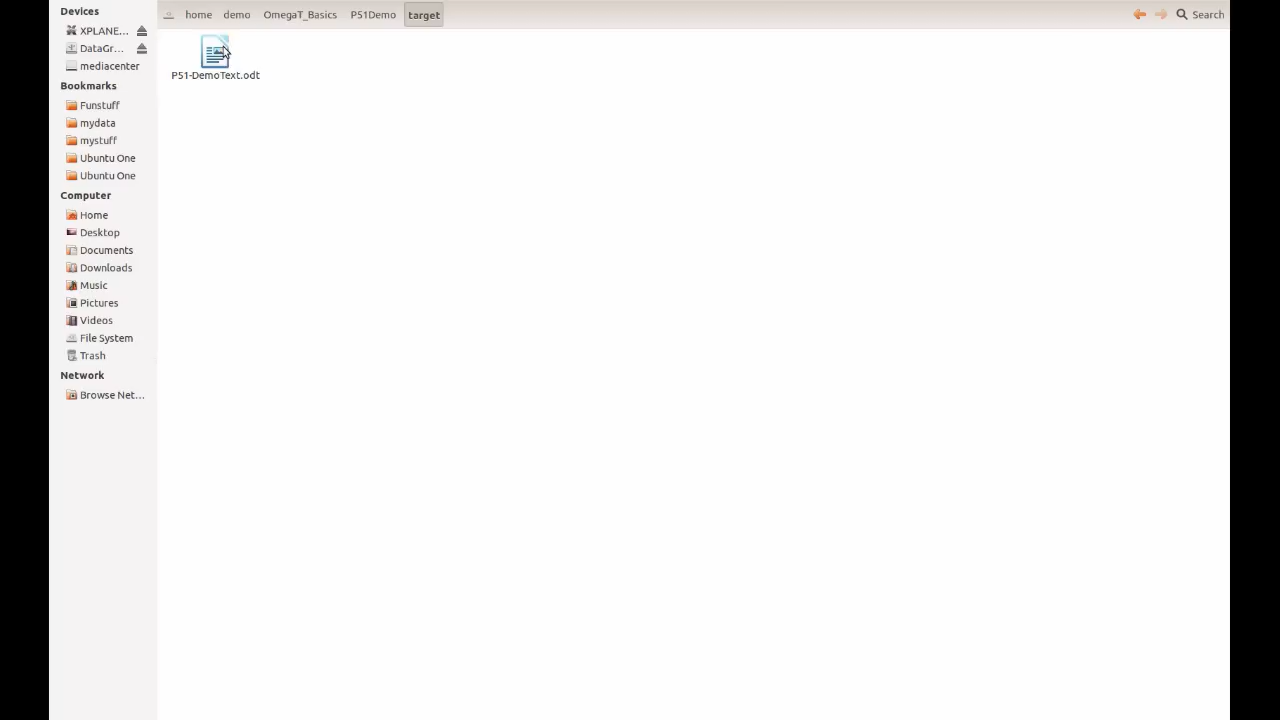 Devices
XPLANE...
DataGr...
mediacenter
Bookmarks
Funstuff
mydata
mystuff
Ubuntu One
Ubuntu One
Computer
Home
Desktop
Documents
Downloads
Music
Pictures
Videos
File System
Trash
Network
Browse Net...
home demo OmegaT_Basics P51Demo target
Search
P51-DemoText.odt